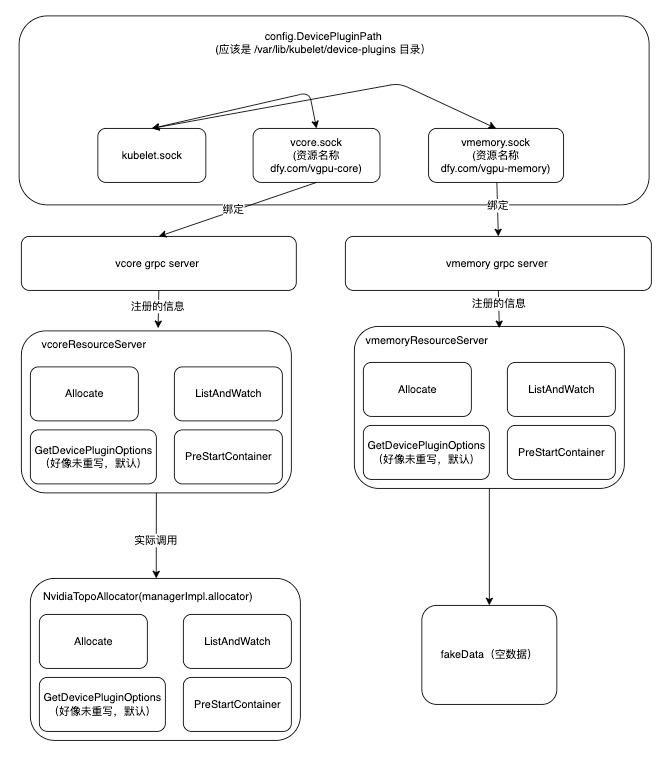 config.DevicePluginPath
(应该是 /var/lib/kubelet/device-plugins 目录)
kubelet.sock
vcore.sock
(资源名称
dfy.com/vgpu-core)
vmemory.sock
(资源名称
dfy.com/vgpu-memory)
绑定
绑定
vcore grpc server
vmemory grpc server
注册的信息
注册的信息
vcoreResourceServer
Allocate
ListAndWatch
GetDevicePluginOptions
(好像未重写，默认)
PreStartContainer
vmemoryResourceServer
Allocate
ListAndWatch
GetDevicePluginOptions
(好像未重写，默认)
PreStartContainer
实际调用
NvidiaTopoAllocator(managerImpl.allocator)
Allocate
ListAndWatch
GetDevicePluginOptions
(好像未重写，默认)
PreStartContainer
fakeData（空数据）